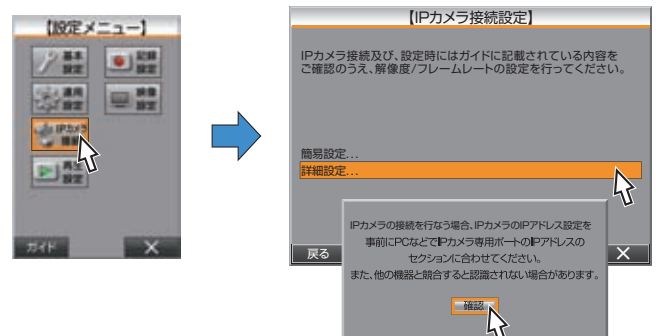 【設定メニュー】
基本
設定
記録
設定
運用
設定
映像
設定
IPカメラ
接続
再生
設定
ガイド
【IPカメラ接続設定】
IPカメラ接続及び、設定時にはガイドに記載されている内容を
ご確認のうえ、解像度/フレームレートの設定を行ってください。
簡易設定...
詳細設定...
戻る
IPカメラの接続を行なう場合、IPカメラのIPアドレス設定を
事前にPCなどでIPカメラ専用ポートのIPアドレスの
セクションに合わせてください。
また、他の機器と競合すると認識されない場合があります。
確認